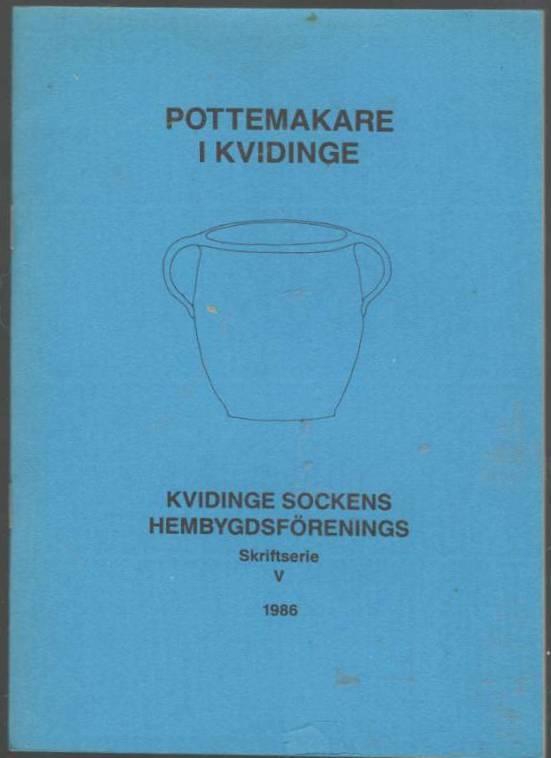 POTTEMAKARE
I KVIDINGE
KVIDINGE SOCKENS
HEMBYGDSFÖRENINGS
Skriftserie
V
1986